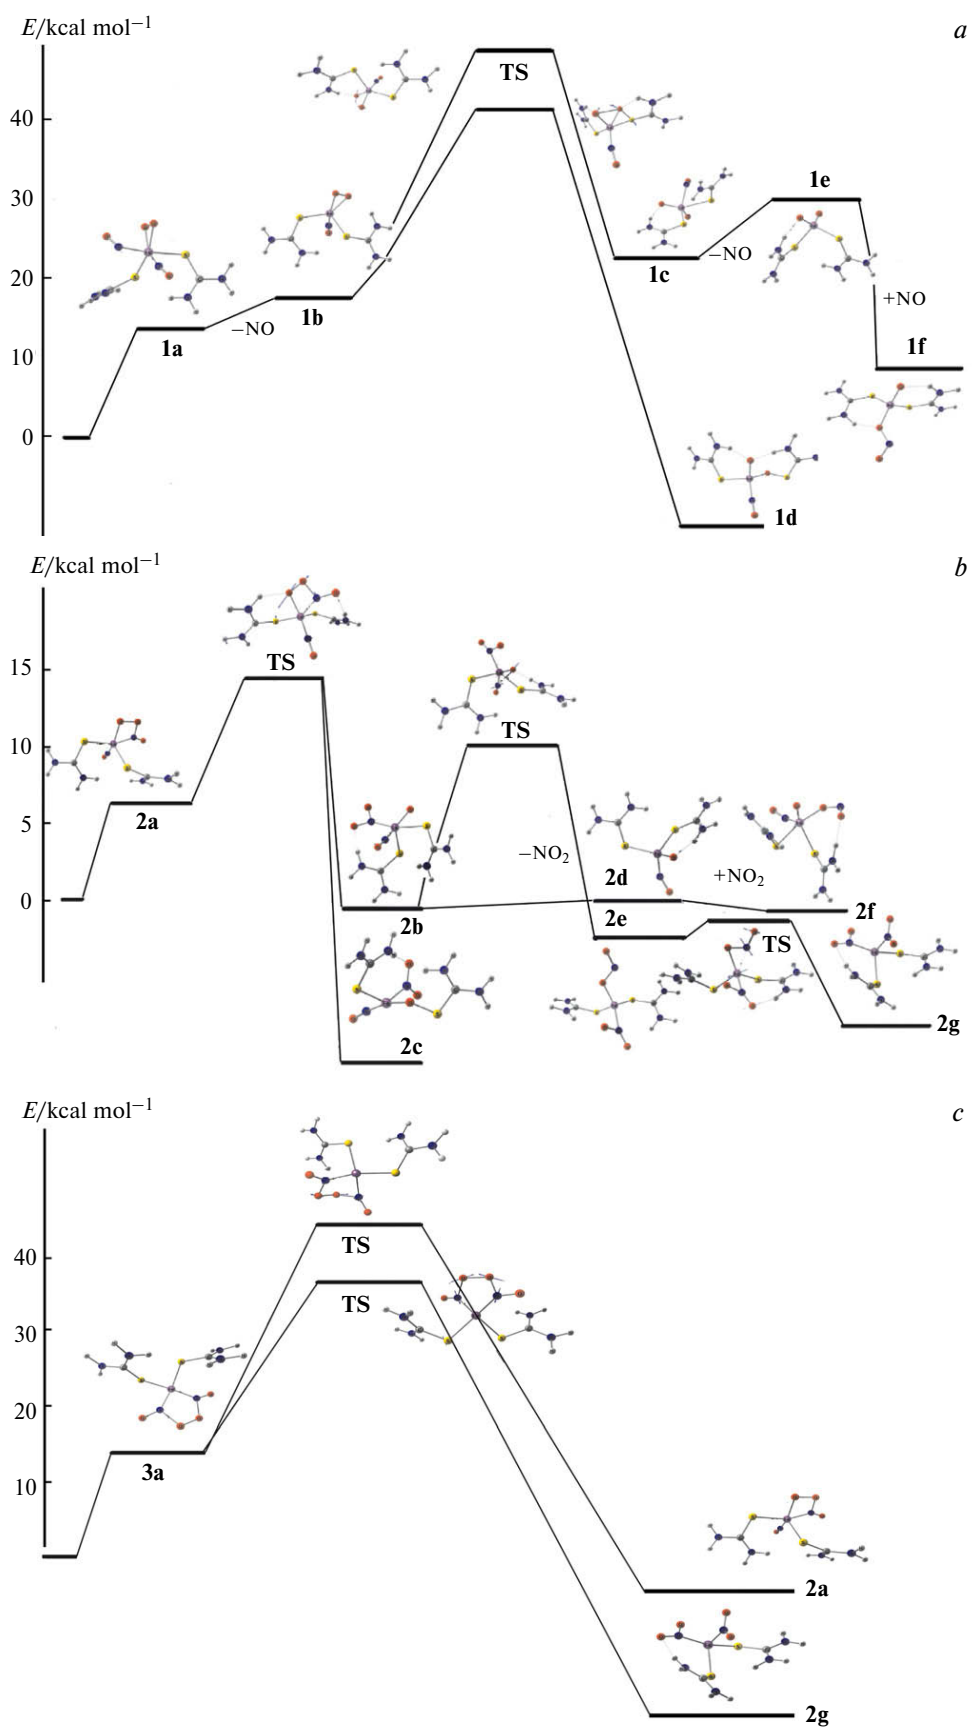 E/kcal mol−1
a
TS
40
1e
30
1c
−NO
20
+NO
1b
−NO
1f
1a
10
0
1d
E/kcal mol−1
b
TS
15
TS
10
2a
5
−NO2
2d
+NO2
0
2b
2e
2f
TS
2g
2c
E/kcal mol−1
c
TS
40
TS
30
20
3a
10
2a
2g